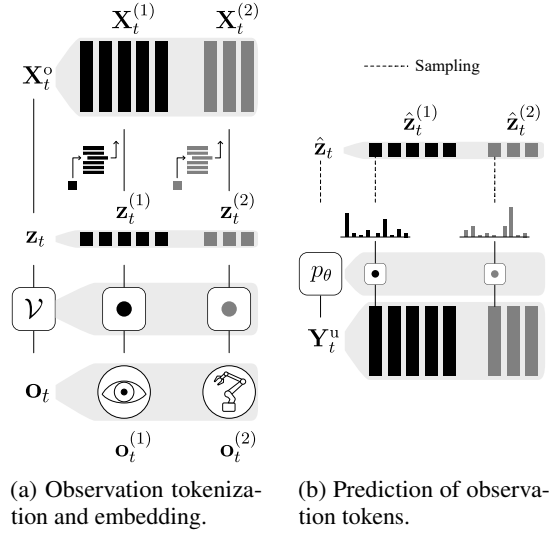 X_t^(1) X_t^(2)
X_t^o
z_t^(1) z_t^(2)
z_t
𝒱
o_t
o_t^(1) o_t^(2)
(a) Observation tokeniza-
tion and embedding.
Sampling
ẑ_t^(1) ẑ_t^(2)
ẑ_t
p_θ
Y_t^u
(b) Prediction of observa-
tion tokens.